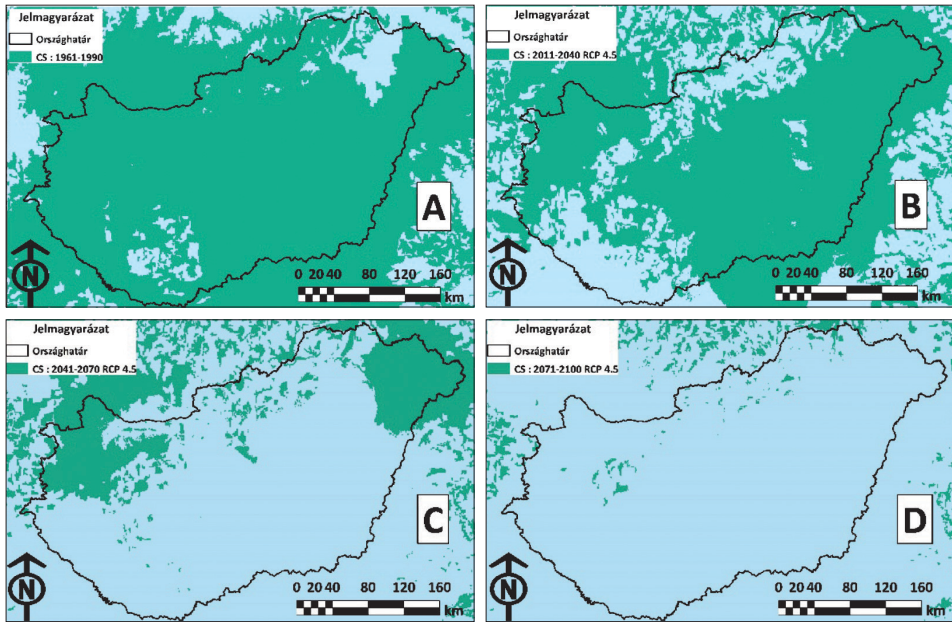 Jelmagyarázat
Országhatár
CS : 1961-1990
A
N
0 20 40 80 120 160
km
Jelmagyarázat
Országhatár
CS : 2011-2040 RCP 4.5
B
N
0 20 40 80 120 160
km
Jelmagyarázat
Országhatár
CS : 2041-2070 RCP 4.5
C
N
0 20 40 80 120 160
km
Jelmagyarázat
Országhatár
CS : 2071-2100 RCP 4.5
D
N
0 20 40 80 120 160
km